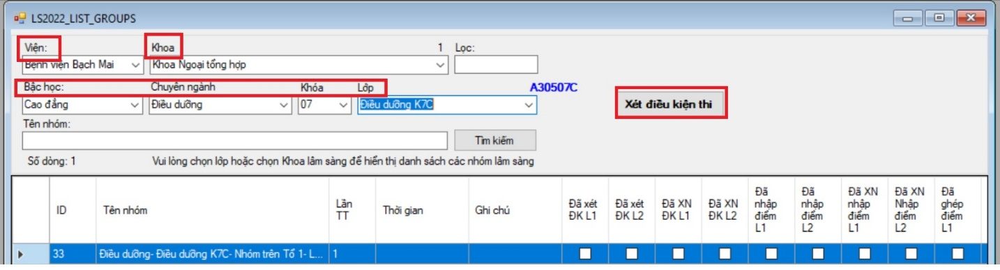 LS2022_LIST_GROUPS
Viện: Khoa 1 Lọc:
Bệnh viện Bạch Mai Khoa Ngoại tổng hợp
Bậc học: Chuyên ngành Khóa Lớp A30507C
Cao đẳng Điều dưỡng 07 Điều dưỡng K7C Xét điều kiện thi
Tên nhóm:
Tìm kiếm
Số dòng: 1 Vui lòng chọn lớp hoặc chọn Khoa lâm sàng để hiển thị danh sách các nhóm lâm sàng
ID Tên nhóm Lần TT Thời gian Ghi chú Đã xét ĐK L1 Đã xét ĐK L2 Đã XN ĐK L1 Đã XN ĐK L2 Đã nhập điểm L1 Đã nhập điểm L2 Đã XN nhập điểm L1 Đã XN Nhập điểm L2 Đã ghép điểm L1
33 Điều dưỡng- Điều dưỡng K7C- Nhóm trên Tổ 1- L... 1